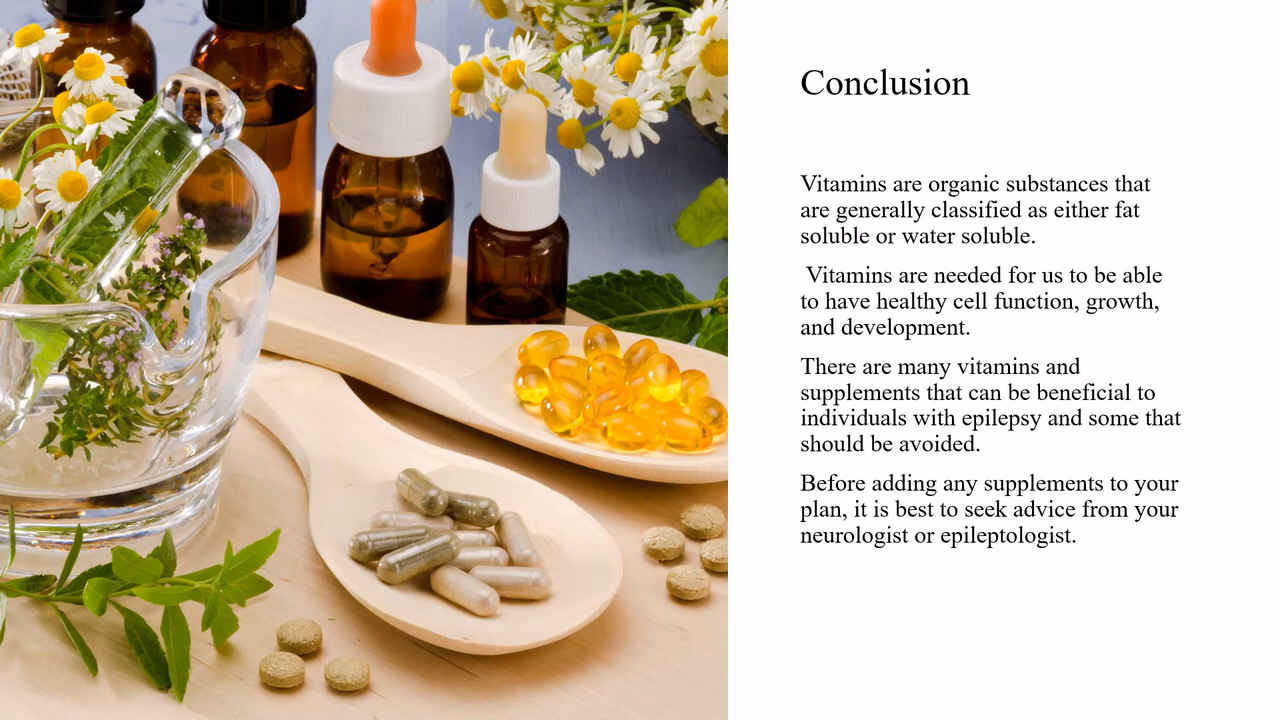 Conclusion
Vitamins are organic substances that
are generally classified as either fat
soluble or water soluble.
Vitamins are needed for us to be able
to have healthy cell function, growth,
and development.
There are many vitamins and
supplements that can be beneficial to
individuals with epilepsy and some that
should be avoided.
Before adding any supplements to your
plan, it is best to seek advice from your
neurologist or epileptologist.